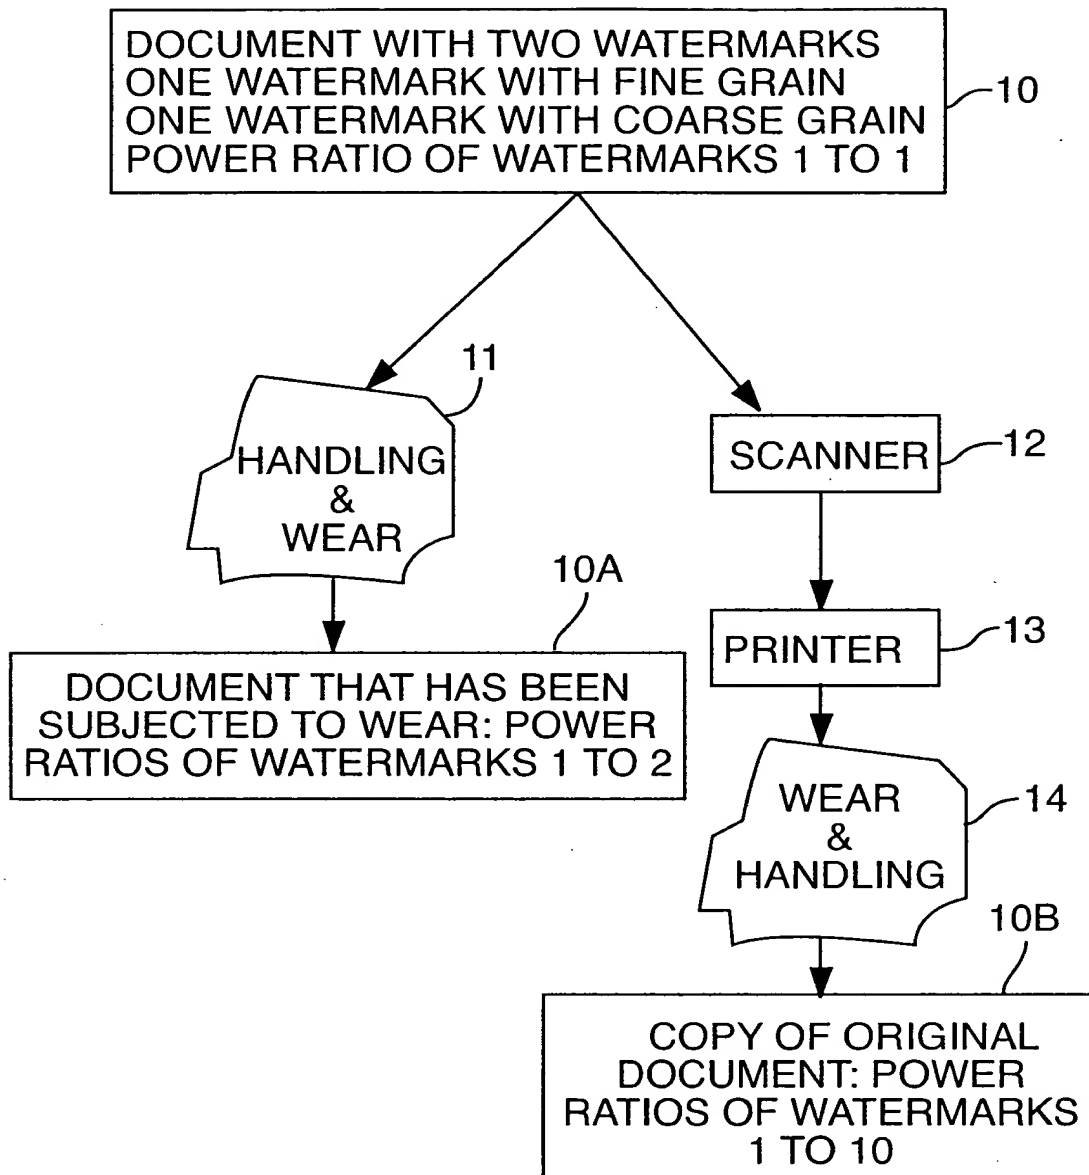 DOCUMENT WITH TWO WATERMARKS
ONE WATERMARK WITH FINE GRAIN
ONE WATERMARK WITH COARSE GRAIN
POWER RATIO OF WATERMARKS 1 TO 1
10
11
HANDLING
&
WEAR
SCANNER
12
10A
DOCUMENT THAT HAS BEEN
SUBJECTED TO WEAR: POWER
RATIOS OF WATERMARKS 1 TO 2
PRINTER
13
WEAR
&
HANDLING
14
10B
COPY OF ORIGINAL
DOCUMENT: POWER
RATIOS OF WATERMARKS
1 TO 10